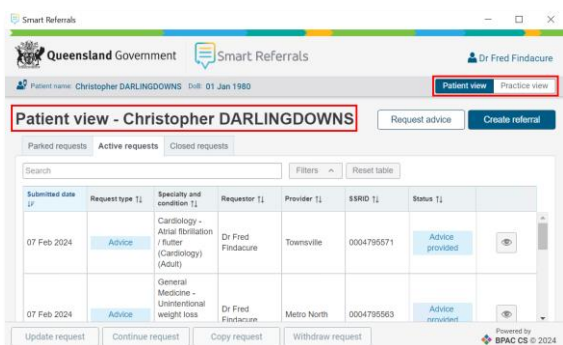 Smart Referrals
Queensland Government Smart Referrals Dr Fred Findacure
Patient name: Christopher DARLINGDOWNS DoB: 01 Jan 1980 Patient view Practice view
Patient view - Christopher DARLINGDOWNS Request advice Create referral
Parked requests Active requests Closed requests
Search Filters Reset table
Submitted date Request type Specialty and condition Requestor Provider SSRID Status
07 Feb 2024 Advice Cardiology - Atrial fibrillation / flutter (Cardiology) (Adult) Dr Fred Findacure Townsville 0004795571 Advice provided
07 Feb 2024 Advice General Medicine - Unintentional weight loss Dr Fred Findacure Metro North 0004795563 Advice provided
Update request Continue request Copy request Withdraw request
Powered by
BPAC CS © 2024